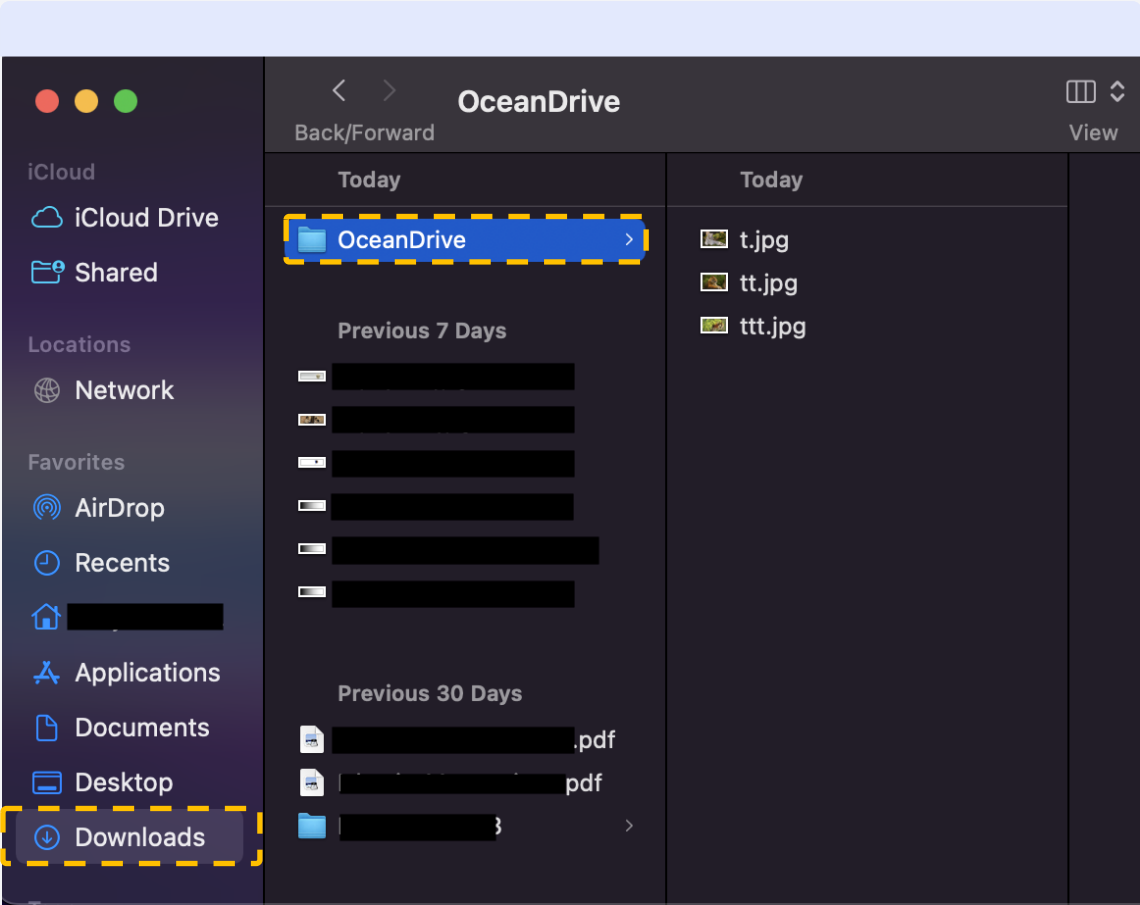 OceanDrive
Back/Forward
View
iCloud
iCloud Drive
Shared
Locations
Network
Favorites
AirDrop
Recents
Applications
Documents
Desktop
Downloads
Today
OceanDrive
Previous 7 Days
Previous 30 Days
.pdf
pdf
Today
t.jpg
tt.jpg
ttt.jpg